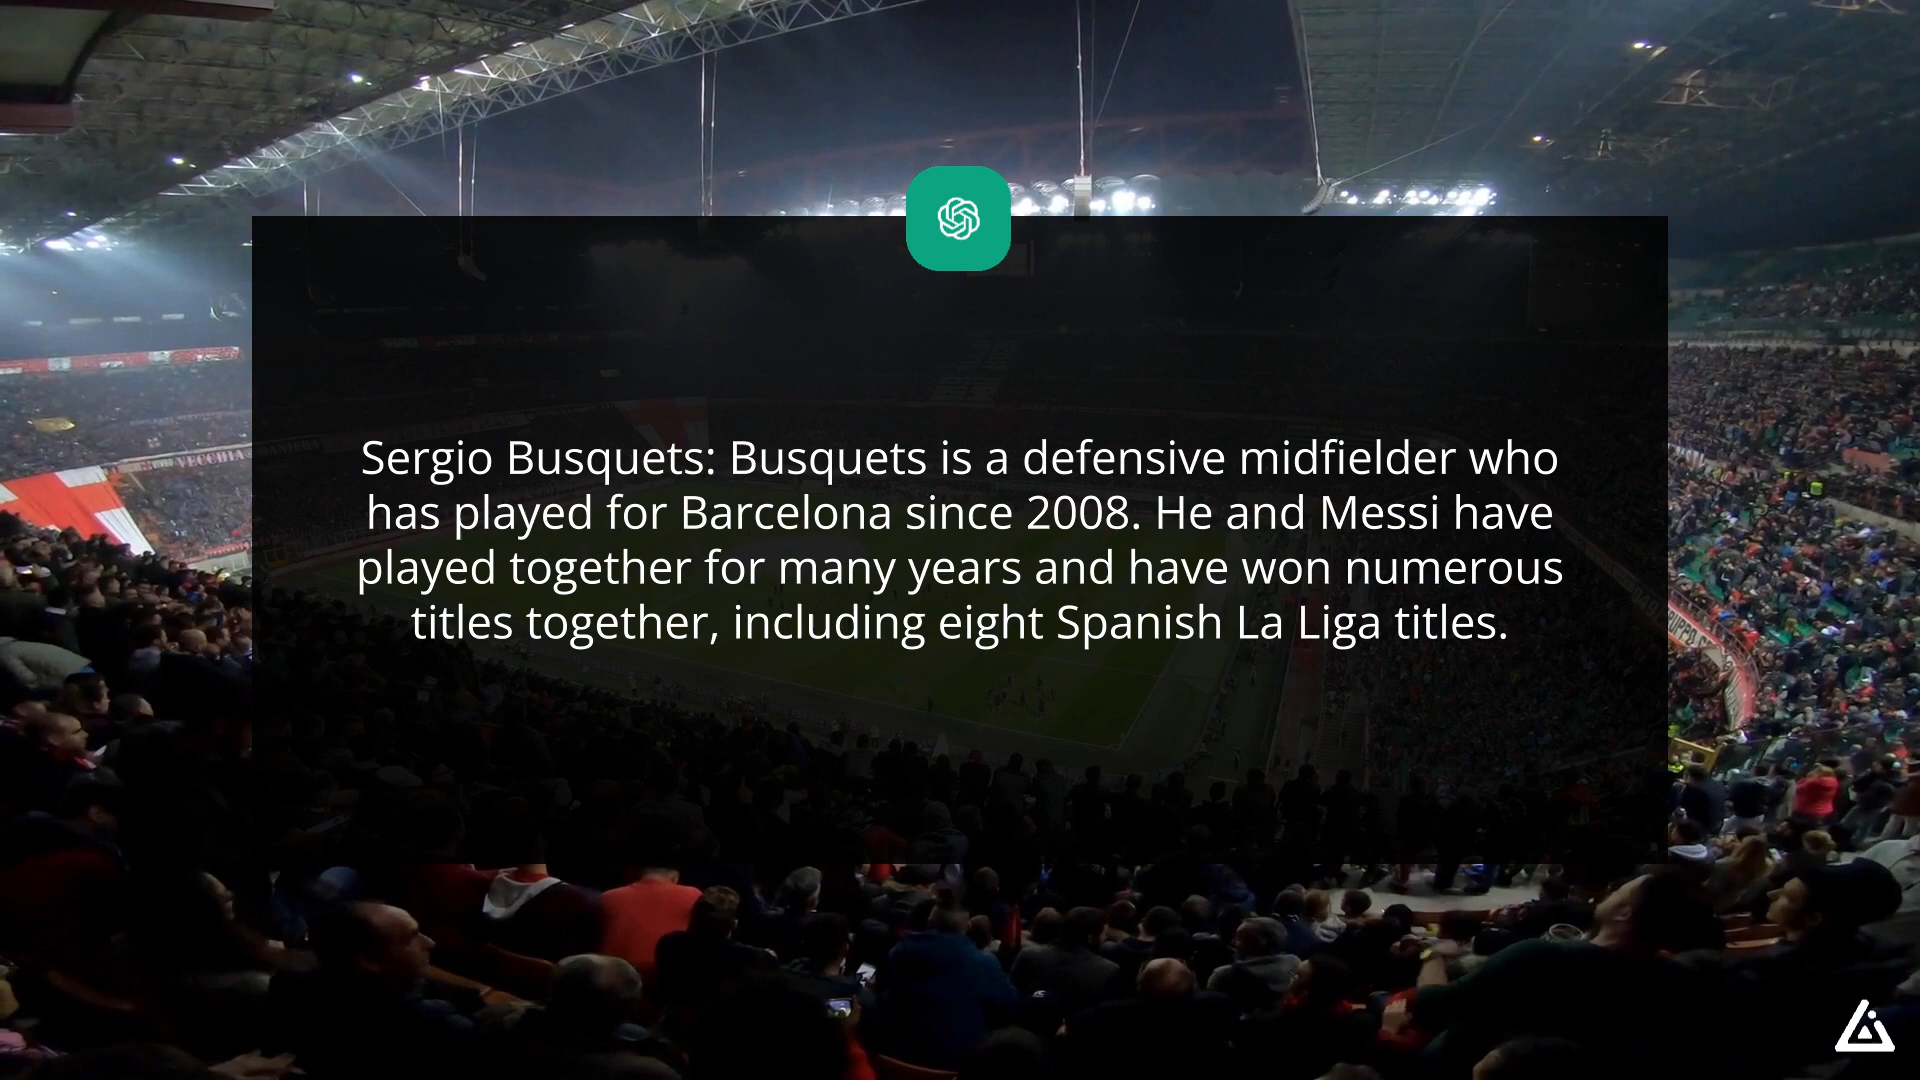 Sergio Busquets: Busquets is a defensive midfielder who
has played for Barcelona since 2008. He and Messi have
played together for many years and have won numerous
titles together, including eight Spanish La Liga titles.
VECCHIA